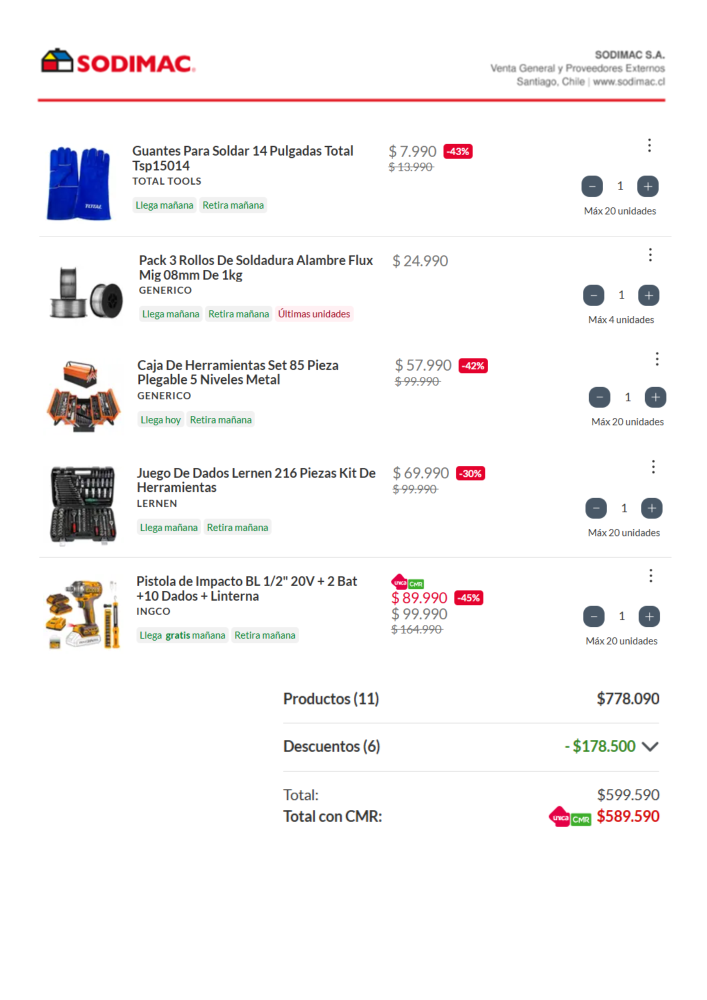 SODIMAC.
SODIMAC S.A.
Venta General y Proveedores Externos
Santiago, Chile | www.sodimac.cl
Guantes Para Soldar 14 Pulgadas Total
Tsp15014
TOTAL TOOLS
Llega mañana Retira mañana
TOTAL
$ 7.990 -43%
$ 13.990
- 1 +
Máx 20 unidades
Pack 3 Rollos De Soldadura Alambre Flux
Mig 08mm De 1kg
GENERICO
Llega mañana Retira mañana Últimas unidades
$ 24.990
- 1 +
Máx 4 unidades
Caja De Herramientas Set 85 Pieza
Plegable 5 Niveles Metal
GENERICO
Llega hoy Retira mañana
$ 57.990 -42%
$ 99.990
- 1 +
Máx 20 unidades
Juego De Dados Lernen 216 Piezas Kit De
Herramientas
LERNEN
Llega mañana Retira mañana
$ 69.990 -30%
$ 99.990
- 1 +
Máx 20 unidades
Pistola de Impacto BL 1/2" 20V + 2 Bat
+10 Dados + Linterna
INGCO
Llega gratis mañana Retira mañana
única CMR
$ 89.990 -45%
$ 99.990
$ 164.990
- 1 +
Máx 20 unidades
Productos (11) $778.090
Descuentos (6) - $178.500
Total: $599.590
Total con CMR: única CMR $589.590